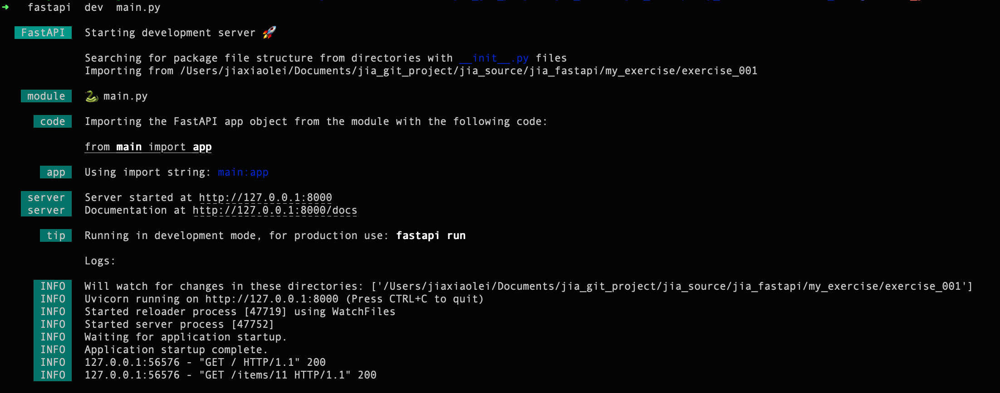 ➜ fastapi dev main.py
FastAPI Starting development server 🚀
Searching for package file structure from directories with __init__.py files
Importing from /Users/jiaxiaolei/Documents/jia_git_project/jia_source/jia_fastapi/my_exercise/exercise_001
module 🐍 main.py
code Importing the FastAPI app object from the module with the following code:
from main import app
app Using import string: main:app
server Server started at http://127.0.0.1:8000
server Documentation at http://127.0.0.1:8000/docs
tip Running in development mode, for production use: fastapi run
Logs:
INFO Will watch for changes in these directories: ['/Users/jiaxiaolei/Documents/jia_git_project/jia_source/jia_fastapi/my_exercise/exercise_001']
INFO Uvicorn running on http://127.0.0.1:8000 (Press CTRL+C to quit)
INFO Started reloader process [47719] using WatchFiles
INFO Started server process [47752]
INFO Waiting for application startup.
INFO Application startup complete.
INFO 127.0.0.1:56576 - "GET / HTTP/1.1" 200
INFO 127.0.0.1:56576 - "GET /items/11 HTTP/1.1" 200